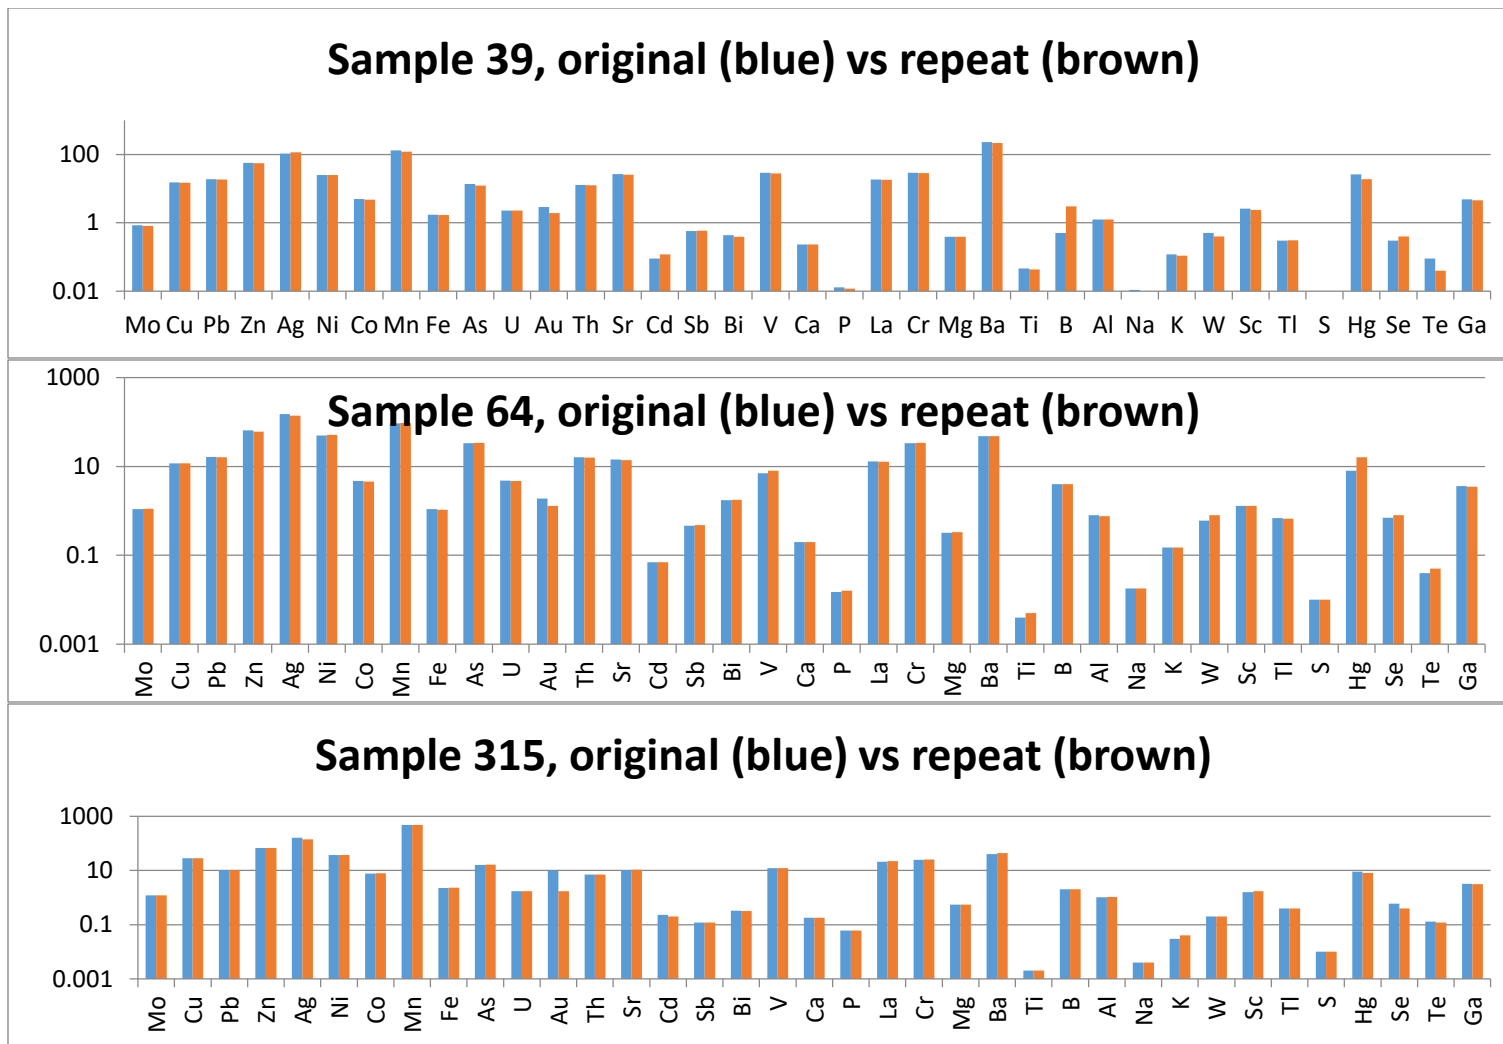 Sample 39, original (blue) vs repeat (brown)
100
1
0.01
Mo Cu Pb Zn Ag Ni Co Mn Fe As U Au Th Sr Cd Sb Bi V Ca P La Cr Mg Ba Ti B Al Na K W Sc Tl S Hg Se Te Ga
1000
Sample 64, original (blue) vs repeat (brown)
10
0.1
0.001
Mo Cu Pb Zn Ag Ni Co Mn Fe As U Au Th Sr Cd Sb Bi V Ca P La Cr Mg Ba Ti B Al Na K W Sc Tl S Hg Se Te Ga
Sample 315, original (blue) vs repeat (brown)
1000
10
0.1
0.001
Mo Cu Pb Zn Ag Ni Co Mn Fe As U Au Th Sr Cd Sb Bi V Ca P La Cr Mg Ba Ti B Al Na K W Sc Tl S Hg Se Te Ga